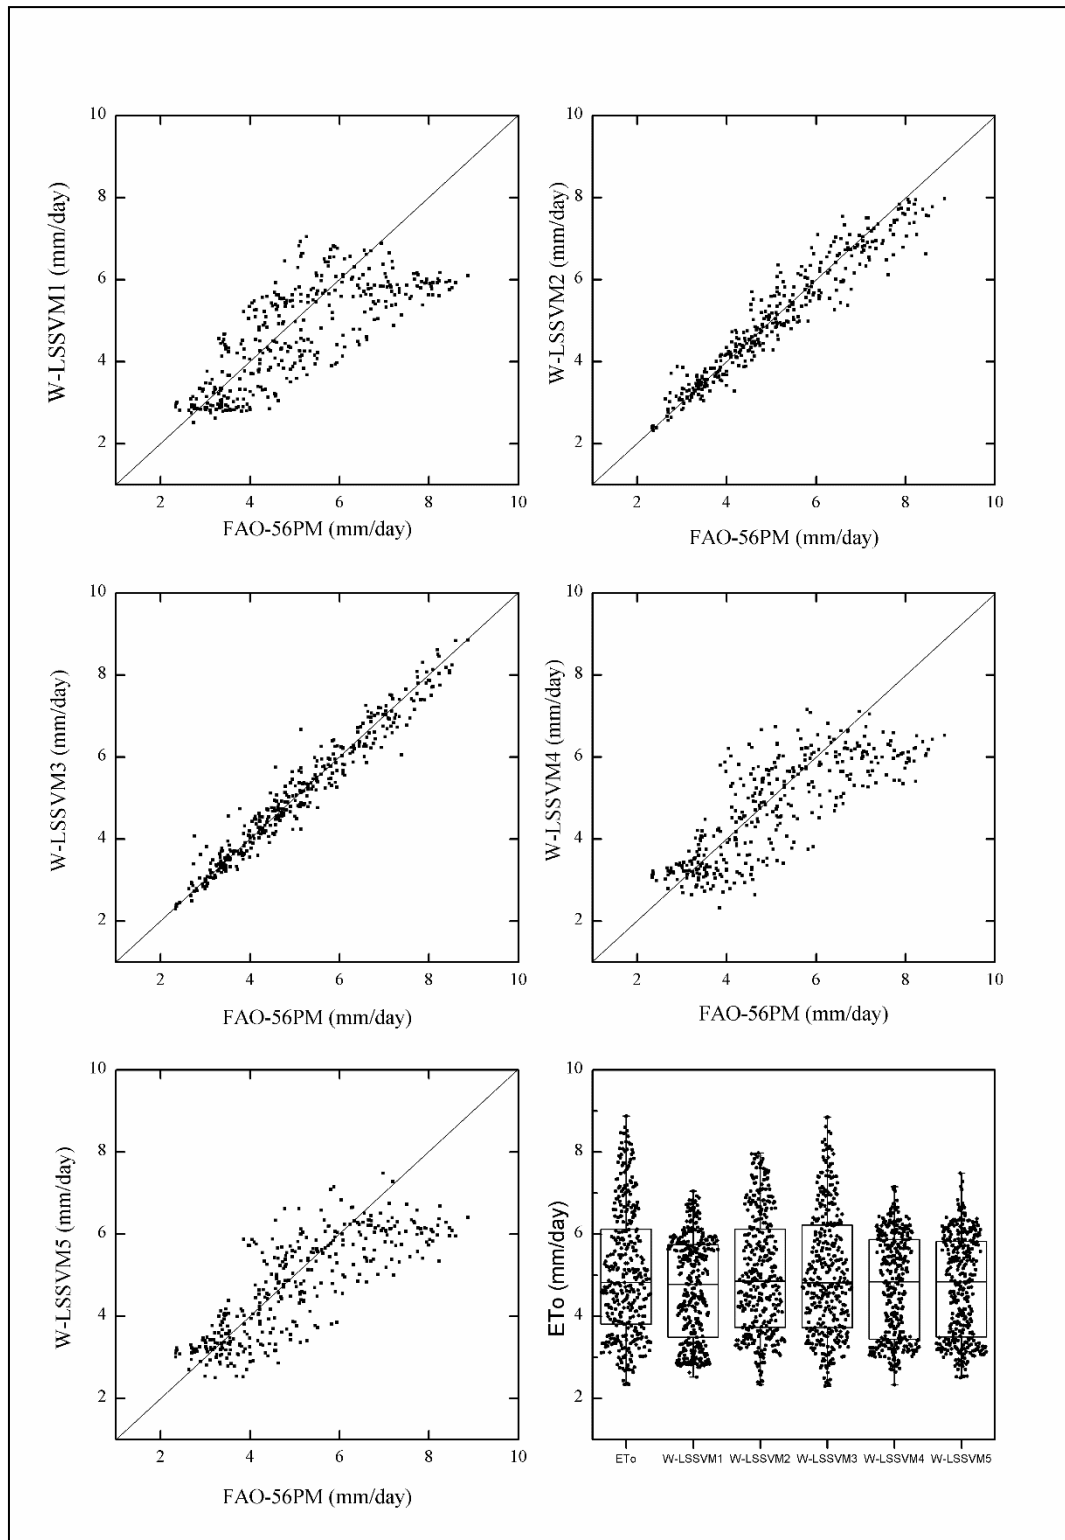 10
8
6
4
2
W-LSSVM1 (mm/day)
2 4 6 8 10
FAO-56PM (mm/day)
10
8
6
4
2
W-LSSVM2 (mm/day)
2 4 6 8 10
FAO-56PM (mm/day)
10
8
6
4
2
W-LSSVM3 (mm/day)
2 4 6 8 10
FAO-56PM (mm/day)
10
8
6
4
2
W-LSSVM4 (mm/day)
2 4 6 8 10
FAO-56PM (mm/day)
10
8
6
4
2
W-LSSVM5 (mm/day)
2 4 6 8 10
FAO-56PM (mm/day)
10
8
6
4
2
ETo (mm/day)
ETo W-LSSVM1 W-LSSVM2 W-LSSVM3 W-LSSVM4 W-LSSVM5